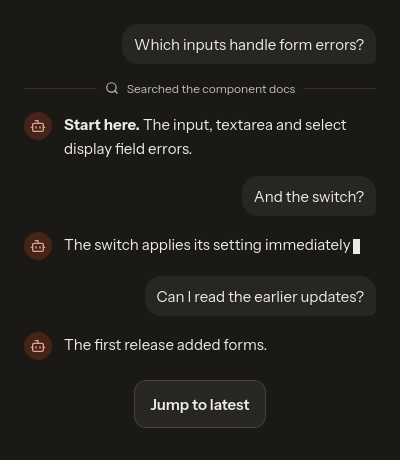 Which inputs handle form errors?
Searched the component docs
Start here. The input, textarea and select
display field errors.
And the switch?
The switch applies its setting immediately
Can I read the earlier updates?
The first release added forms.
Jump to latest